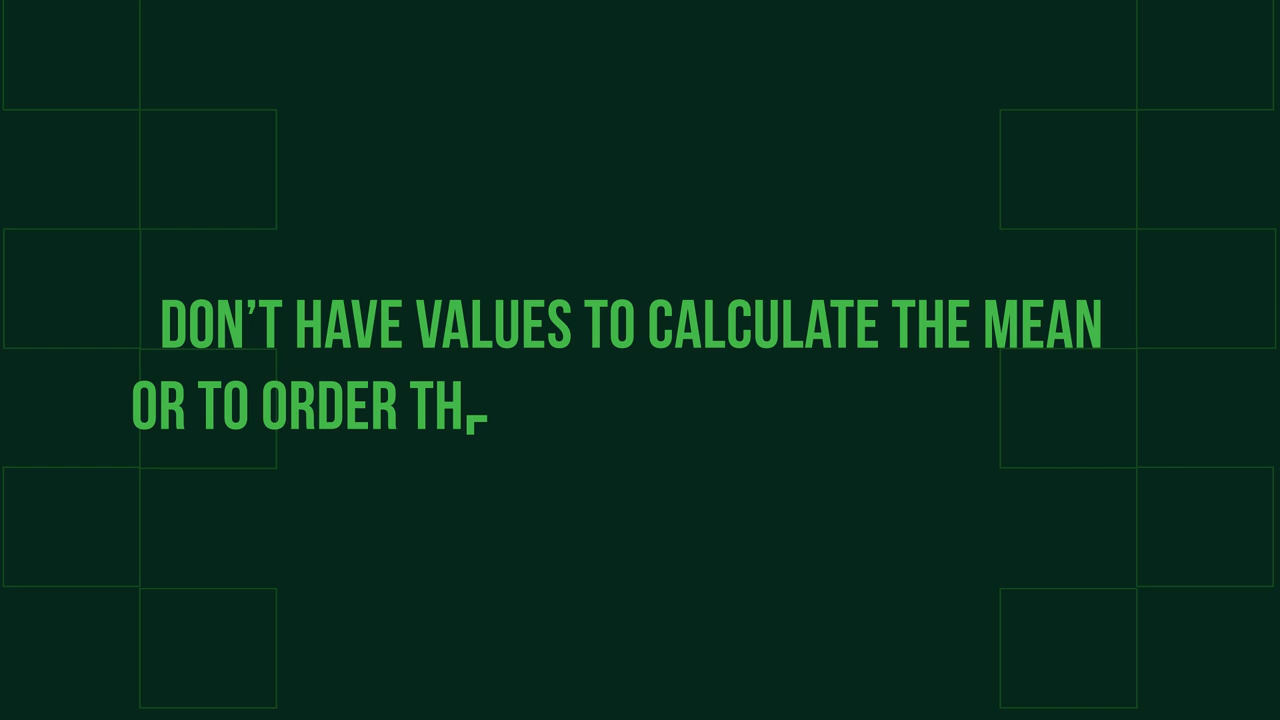 DON’T HAVE VALUES TO CALCULATE THE MEAN
OR TO ORDER TH